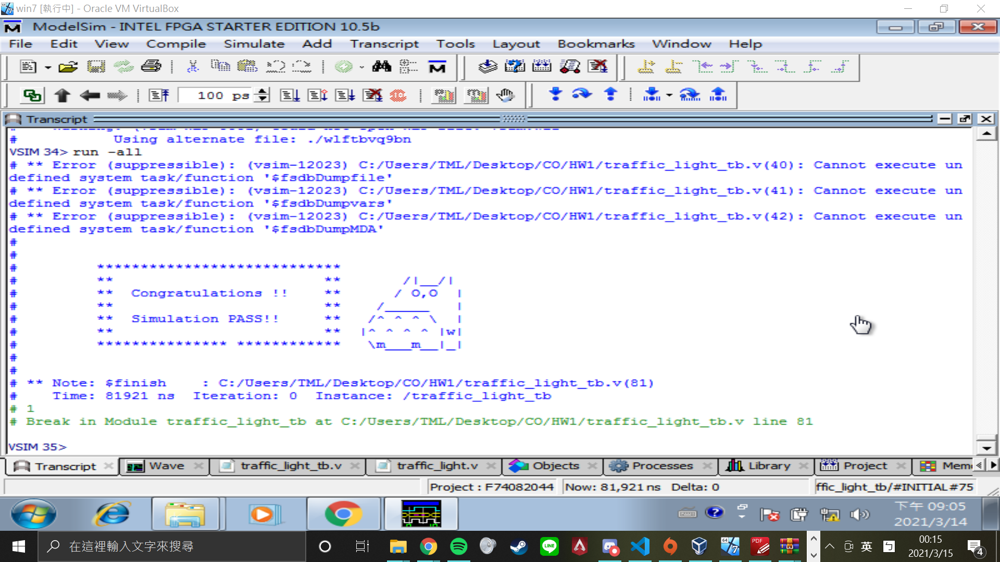 win7 [執行中] - Oracle VM VirtualBox
ModelSim - INTEL FPGA STARTER EDITION 10.5b
File Edit View Compile Simulate Add Transcript Tools Layout Bookmarks Window Help
100 ps
Transcript
# Using alternate file: ./wlftbvq9bn
VSIM 34> run -all
# ** Error (suppressible): (vsim-12023) C:/Users/TML/Desktop/CO/HW1/traffic_light_tb.v(40): Cannot execute un
defined system task/function '$fsdbDumpfile'
# ** Error (suppressible): (vsim-12023) C:/Users/TML/Desktop/CO/HW1/traffic_light_tb.v(41): Cannot execute un
defined system task/function '$fsdbDumpvars'
# ** Error (suppressible): (vsim-12023) C:/Users/TML/Desktop/CO/HW1/traffic_light_tb.v(42): Cannot execute un
defined system task/function '$fsdbDumpMDA'
#
#
# ****************************
# ** ** /|__/|
# ** Congratulations !! ** / O,O |
# ** ** /_____ |
# ** Simulation PASS!! ** /^ ^ ^ \ |
# ** ** |^ ^ ^ ^ |w|
# *************** ************ \m___m__|_|
#
#
# ** Note: $finish : C:/Users/TML/Desktop/CO/HW1/traffic_light_tb.v(81)
# Time: 81921 ns Iteration: 0 Instance: /traffic_light_tb
# 1
# Break in Module traffic_light_tb at C:/Users/TML/Desktop/CO/HW1/traffic_light_tb.v line 81
VSIM 35>
Transcript Wave traffic_light_tb.v traffic_light.v Objects Processes Library Project Mem
Project : F74082044 Now: 81,921 ns Delta: 0 ffic_light_tb/#INITIAL#75
下午 09:05
2021/3/14
在這裡輸入文字來搜尋
LINE
64
7
PDF
英
ㄅ
00:15
2021/3/15
4